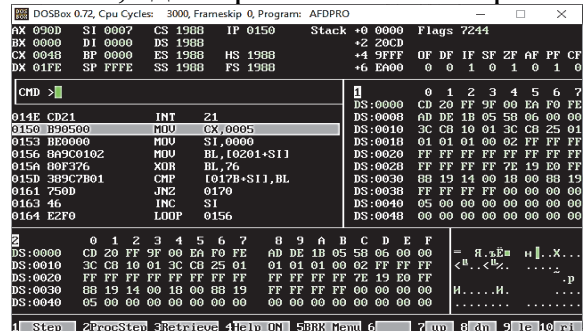 DOSBox 0.72, Cpu Cycles: 3000, Frameskip 0, Program: AFDPRO
AX 090D SI 0007 CS 1988 IP 0150 Stack +0 0000 Flags 7244
BX 0000 DI 0000 DS 1988 +2 20CD
CX 0048 BP 0000 ES 1988 HS 1988 +4 9FFF OF DF IF SF ZF AF PF CF
DX 01FE SP FFFE SS 1988 FS 1988 +6 EA00 0 0 1 0 1 0 1 0
CMD > 1 0 1 2 3 4 5 6 7
DS:0000 CD 20 FF 9F 00 EA F0 FE
014E CD21 INT 21 DS:0008 AD DE 1B 05 58 06 00 00
0150 B90500 MOV CX,0005 DS:0010 3C C8 10 01 3C C8 25 01
0153 BE0000 MOV SI,0000 DS:0018 01 01 01 00 02 FF FF FF
0156 8A9C0102 MOV BL,[0201+SI] DS:0020 FF FF FF FF FF FF FF FF
015A 80F376 XOR BL,76 DS:0028 FF FF FF FF 7E 19 E0 FF
015D 389C7B01 CMP [017B+SI],BL DS:0030 88 19 14 00 18 00 88 19
0161 750D JNZ 0170 DS:0038 FF FF FF FF 00 00 00 00
0163 46 INC SI DS:0040 05 00 00 00 00 00 00 00
0164 E2F0 LOOP 0156 DS:0048 00 00 00 00 00 00 00 00
2 0 1 2 3 4 5 6 7 8 9 A B C D E F
DS:0000 CD 20 FF 9F 00 EA F0 FE AD DE 1B 05 58 06 00 00
DS:0010 3C C8 10 01 3C C8 25 01 01 01 01 00 02 FF FF FF
DS:0020 FF FF FF FF FF FF FF FF FF FF FF FF 7E 19 E0 FF
DS:0030 88 19 14 00 18 00 88 19 FF FF FF FF 00 00 00 00
DS:0040 05 00 00 00 00 00 00 00 00 00 00 00 00 00 00 00
1 Step 2ProcStep 3Retrieve 4Help ON 5BRK Menu 6 7 up 8 dn 9 le 10 ri